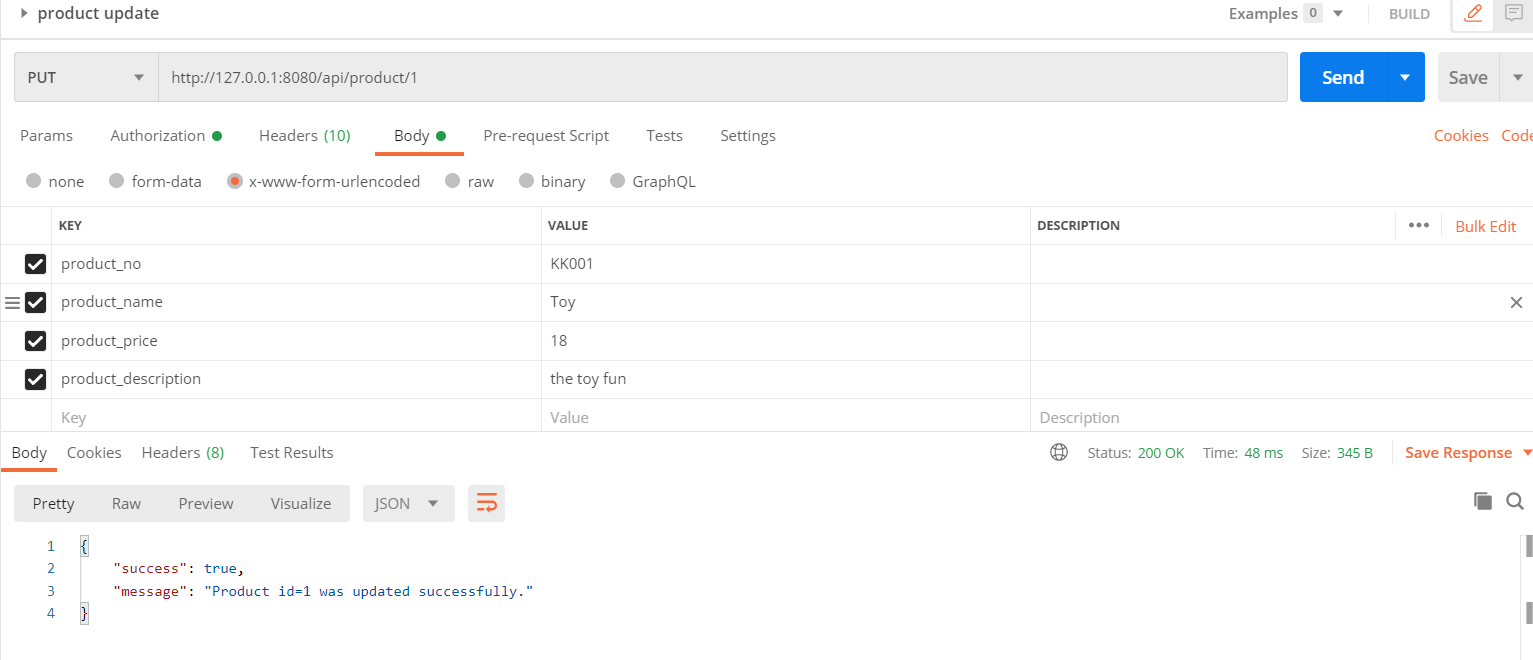 product update Examples 0 BUILD
PUT http://127.0.0.1:8080/api/product/1 Send Save
Params Authorization Headers (10) Body Pre-request Script Tests Settings Cookies Code
none form-data x-www-form-urlencoded raw binary GraphQL
KEY VALUE DESCRIPTION ••• Bulk Edit
product_no KK001
product_name Toy
product_price 18
product_description the toy fun
Key Value Description
Body Cookies Headers (8) Test Results Status: 200 OK Time: 48 ms Size: 345 B Save Response
Pretty Raw Preview Visualize JSON
1 {
2 "success": true,
3 "message": "Product id=1 was updated successfully."
4 }